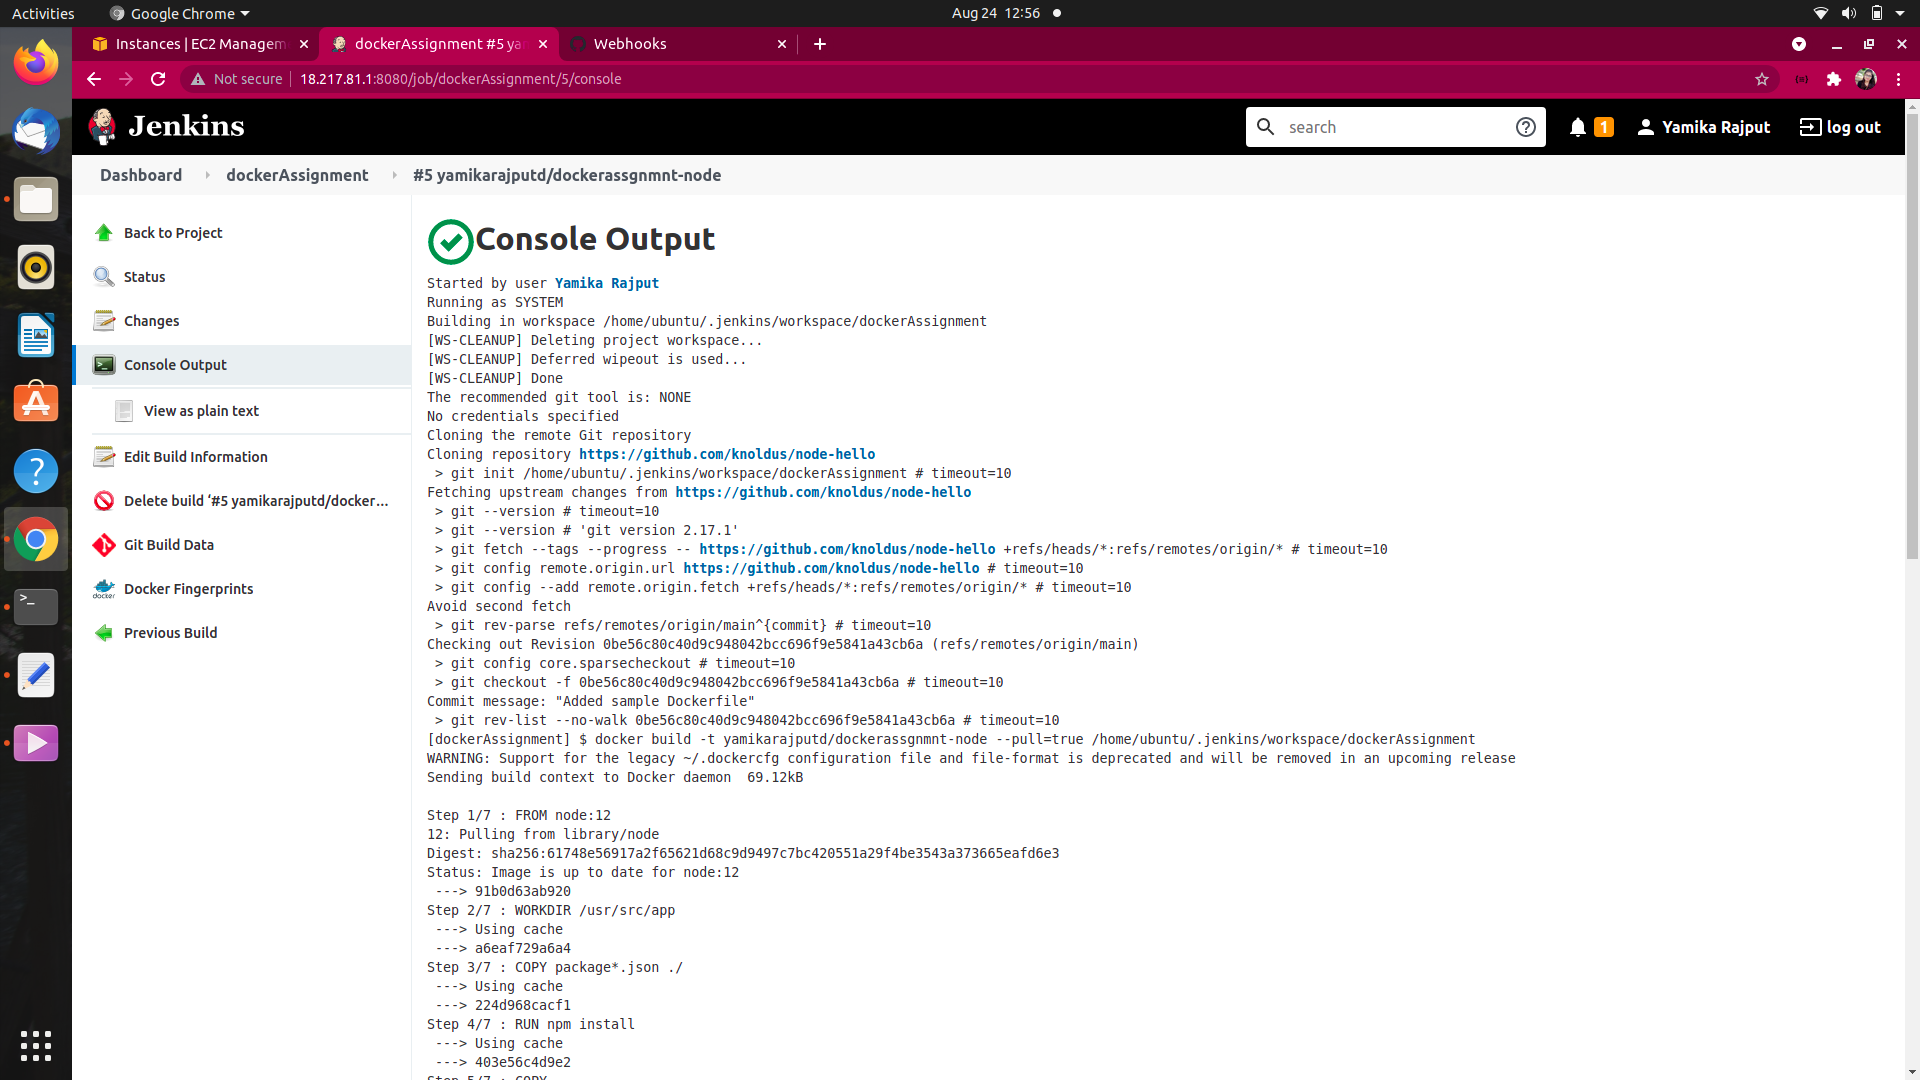 Activities
Google Chrome
Aug 24 12:56
Instances | EC2 Managem
dockerAssignment #5 ya
Webhooks
Not secure
18.217.81.1:8080/job/dockerAssignment/5/console
Jenkins
search
1
Yamika Rajput
log out
Dashboard
dockerAssignment
#5 yamikarajputd/dockerassgnmnt-node
Back to Project
Status
Changes
Console Output
View as plain text
Edit Build Information
Delete build ‘#5 yamikarajputd/docker...
Git Build Data
docker
Docker Fingerprints
Previous Build
Console Output
Started by user Yamika Rajput
Running as SYSTEM
Building in workspace /home/ubuntu/.jenkins/workspace/dockerAssignment
[WS-CLEANUP] Deleting project workspace...
[WS-CLEANUP] Deferred wipeout is used...
[WS-CLEANUP] Done
The recommended git tool is: NONE
No credentials specified
Cloning the remote Git repository
Cloning repository https://github.com/knoldus/node-hello
> git init /home/ubuntu/.jenkins/workspace/dockerAssignment # timeout=10
Fetching upstream changes from https://github.com/knoldus/node-hello
> git --version # timeout=10
> git --version # 'git version 2.17.1'
> git fetch --tags --progress -- https://github.com/knoldus/node-hello +refs/heads/*:refs/remotes/origin/* # timeout=10
> git config remote.origin.url https://github.com/knoldus/node-hello # timeout=10
> git config --add remote.origin.fetch +refs/heads/*:refs/remotes/origin/* # timeout=10
Avoid second fetch
> git rev-parse refs/remotes/origin/main^{commit} # timeout=10
Checking out Revision 0be56c80c40d9c948042bcc696f9e5841a43cb6a (refs/remotes/origin/main)
> git config core.sparsecheckout # timeout=10
> git checkout -f 0be56c80c40d9c948042bcc696f9e5841a43cb6a # timeout=10
Commit message: "Added sample Dockerfile"
> git rev-list --no-walk 0be56c80c40d9c948042bcc696f9e5841a43cb6a # timeout=10
[dockerAssignment] $ docker build -t yamikarajputd/dockerassgnmnt-node --pull=true /home/ubuntu/.jenkins/workspace/dockerAssignment
WARNING: Support for the legacy ~/.dockercfg configuration file and file-format is deprecated and will be removed in an upcoming release
Sending build context to Docker daemon  69.12kB
Step 1/7 : FROM node:12
12: Pulling from library/node
Digest: sha256:61748e56917a2f65621d68c9d9497c7bc420551a29f4be3543a373665eafd6e3
Status: Image is up to date for node:12
---> 91b0d63ab920
Step 2/7 : WORKDIR /usr/src/app
---> Using cache
---> a6eaf729a6a4
Step 3/7 : COPY package*.json ./
---> Using cache
---> 224d968cacf1
Step 4/7 : RUN npm install
---> Using cache
---> 403e56c4d9e2
Step 5/7 : COPY